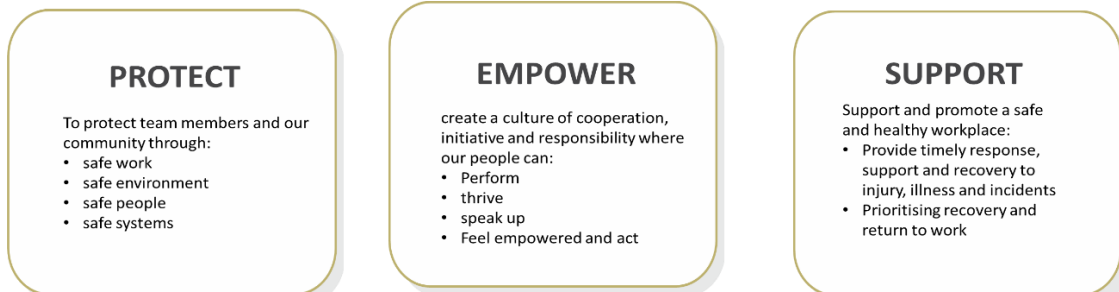 PROTECT
To protect team members and our
community through:
• safe work
• safe environment
• safe people
• safe systems
EMPOWER
create a culture of cooperation,
initiative and responsibility where
our people can:
• Perform
• thrive
• speak up
• Feel empowered and act
SUPPORT
Support and promote a safe
and healthy workplace:
• Provide timely response,
support and recovery to
injury, illness and incidents
• Prioritising recovery and
return to work